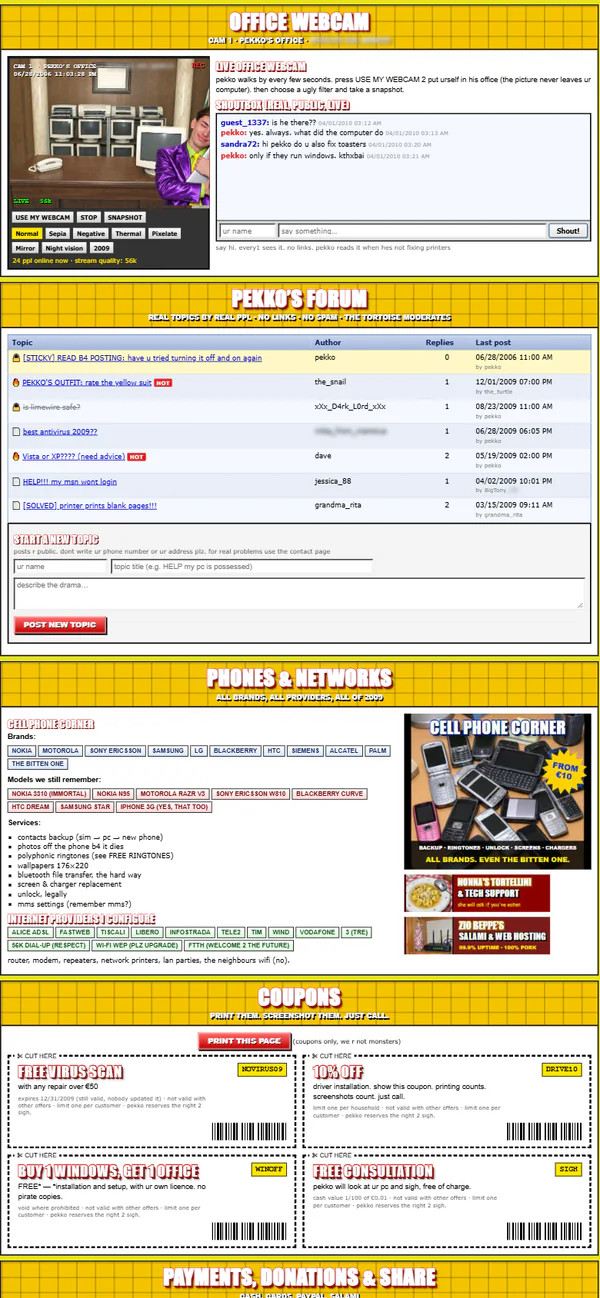 OFFICE WEBCAM
CAM 1 · PEKKO'S OFFICE ·
CAM 1 · PEKKO'S OFFICE
06/28/2006 11:03:28 PM
REC
LIVE 56k
USE MY WEBCAM STOP SNAPSHOT
Normal Sepia Negative Thermal Pixelate
Mirror Night vision 2009
24 ppl online now · stream quality: 56k
LIVE OFFICE WEBCAM
pekko walks by every few seconds. press USE MY WEBCAM 2 put urself in his office (the picture never leaves ur
computer). then choose a ugly filter and take a snapshot.
SHOUTBOX (REAL, PUBLIC, LIVE)
guest_1337: is he there?? 04/01/2010 03:12 AM
pekko: yes. always. what did the computer do 04/01/2010 03:13 AM
sandra72: hi pekko do u also fix toasters 04/01/2010 03:20 AM
pekko: only if they run windows. kthxbai 04/01/2010 03:21 AM
ur name say something... Shout!
say hi. every1 sees it. no links. pekko reads it when hes not fixing printers
PEKKO'S FORUM
REAL TOPICS BY REAL PPL · NO LINKS · NO SPAM · THE TORTOISE MODERATES
Topic Author Replies Last post
[STICKY] READ B4 POSTING: have u tried turning it off and on again pekko 0 06/28/2006 11:00 AM
by pekko
PEKKO'S OUTFIT: rate the yellow suit HOT the_snail 1 12/01/2009 07:00 PM
by the_turtle
is limewire safe? xXx_D4rk_L0rd_xXx 1 08/23/2009 11:00 AM
by pekko
best antivirus 2009?? 1 06/28/2006 06:05 PM
by pekko
Vista or XP???? (need advice) HOT dave 2 05/19/2009 02:00 PM
by pekko
HELP!!! my msn wont login jessica_88 1 04/02/2009 10:01 PM
by BigTony
[SOLVED] printer prints blank pages!!! grandma_rita 2 03/15/2009 09:11 AM
by grandma_rita
START A NEW TOPIC
posts r public. dont write ur phone number or ur address plz. for real problems use the contact page
ur name topic title (e.g. HELP my pc is possessed)
describe the drama...
POST NEW TOPIC
PHONES & NETWORKS
ALL BRANDS, ALL PROVIDERS, ALL OF 2009
CELL PHONE CORNER
Brands:
NOKIA MOTOROLA SONY ERICSSON SAMSUNG LG BLACKBERRY HTC SIEMENS ALCATEL PALM
THE BITTEN ONE
Models we still remember:
NOKIA 3310 (IMMORTAL) NOKIA N95 MOTOROLA RAZR V3 SONY ERICSSON W810 BLACKBERRY CURVE
HTC DREAM SAMSUNG STAR IPHONE 3G (YES, THAT TOO)
Services:
▪ contacts backup (sim → pc → new phone)
▪ photos off the phone b4 it dies
▪ polyphonic ringtones (see FREE RINGTONES)
▪ wallpapers 176×220
▪ bluetooth file transfer, the hard way
▪ screen & charger replacement
▪ unlock, legally
▪ mms settings (remember mms?)
INTERNET PROVIDERS I CONFIGURE
ALICE ADSL FASTWEB TISCALI LIBERO INFOSTRADA TELE2 TIM WIND VODAFONE 3 (TRE)
56K DIAL-UP (RESPECT) WI-FI WEP (PLZ UPGRADE) FTTH (WELCOME 2 THE FUTURE)
router, modem, repeaters, network printers, lan parties, the neighbours wifi (no).
CELL PHONE CORNER
FROM
€10
BACKUP · RINGTONES · UNLOCK · SCREENS · CHARGERS
ALL BRANDS. EVEN THE BITTEN ONE.
NONNA'S TORTELLINI
& TECH SUPPORT
she will ask if you've eaten
ZIO BEPPE'S
SALAMI & WEB HOSTING
99.9% UPTIME · 100% PORK
COUPONS
PRINT THEM. SCREENSHOT THEM. JUST CALL.
PRINT THIS PAGE (coupons only, we r not monsters)
✂ CUT HERE
FREE VIRUS SCAN NOVIRUS09
with any repair over €50
expires 12/31/2009 (still valid, nobody updated it) · not valid with
other offers · limit one per customer · pekko reserves the right 2
sigh.
✂ CUT HERE
10% OFF DRIVE10
driver installation. show this coupon. printing counts.
screenshots count. just call.
limit one per household · not valid with other offers · limit one per
customer · pekko reserves the right 2 sigh.
✂ CUT HERE
BUY 1 WINDOWS, GET 1 OFFICE WINOFF
FREE* — *installation and setup, with ur own licence. no
pirate copies.
void where prohibited · not valid with other offers · limit one per
customer · pekko reserves the right 2 sigh.
✂ CUT HERE
FREE CONSULTATION SIGH
pekko will look at ur pc and sigh, free of charge.
cash value 1/100 of €0.01 · not valid with other offers · limit one per
customer · pekko reserves the right 2 sigh.
PAYMENTS, DONATIONS & SHARE
CASH, CARDS, PAYPAL, SALAMI